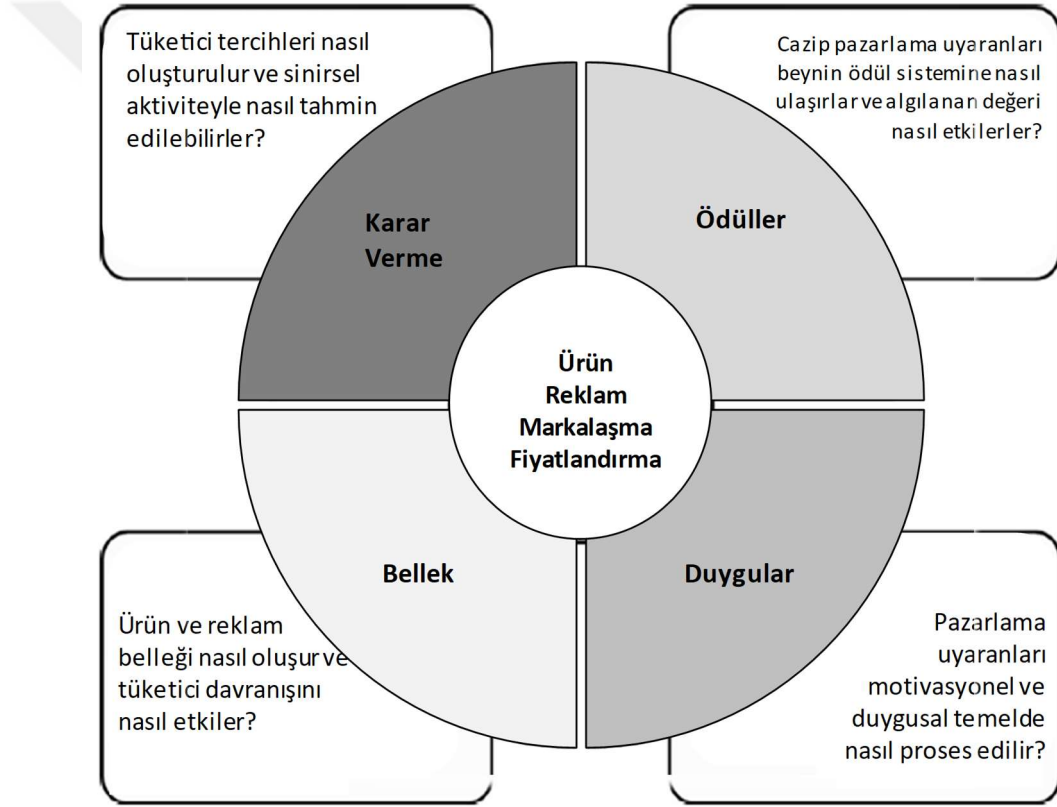 Tüketici tercihleri nasıl
oluşturulur ve sinirsel
aktiviteyle nasıl tahmin
edilebilirler?
Cazip pazarlama uyaranları
beynin ödül sistemine nasıl
ulaşırlar ve algılanan değeri
nasıl etkilerler?
Karar
Verme
Ödüller
Ürün
Reklam
Markalaşma
Fiyatlandırma
Bellek
Duygular
Ürün ve reklam
belleği nasıl oluşur ve
tüketici davranışını
nasıl etkiler?
Pazarlama
uyaranları
motivasyonel ve
duygusal temelde
nasıl proses edilir?